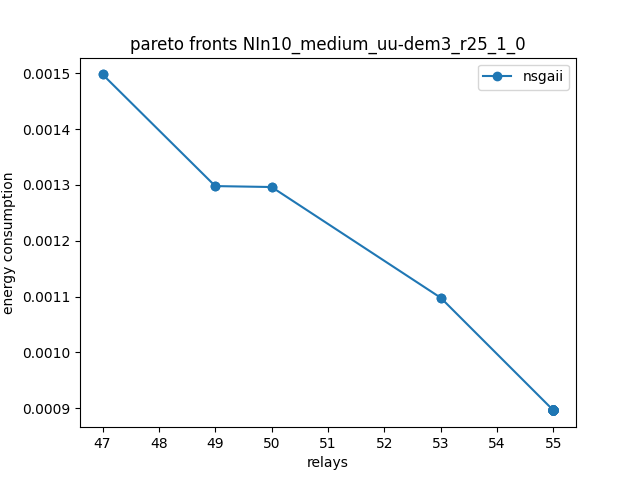 pareto fronts NIn10_medium_uu-dem3_r25_1_0
nsgaii
energy consumption
0.0015
0.0014
0.0013
0.0012
0.0011
0.0010
0.0009
47 48 49 50 51 52 53 54 55
relays